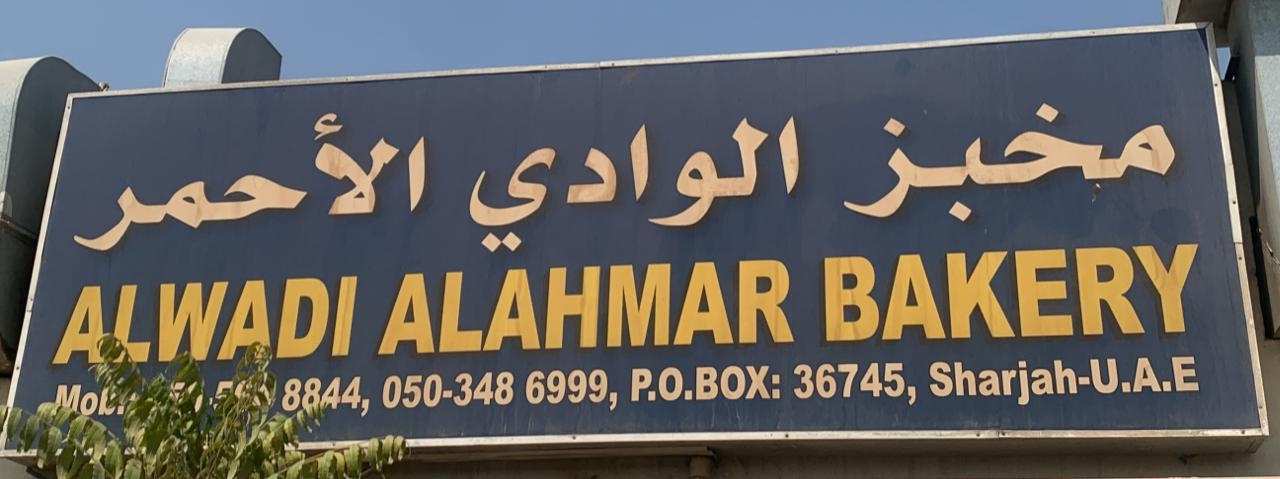 مخبز الوادي الأحمر
ALWADI ALAHMAR BAKERY
8844, 050-348 6999, P.O.BOX: 36745, Sharjah-U.A.E